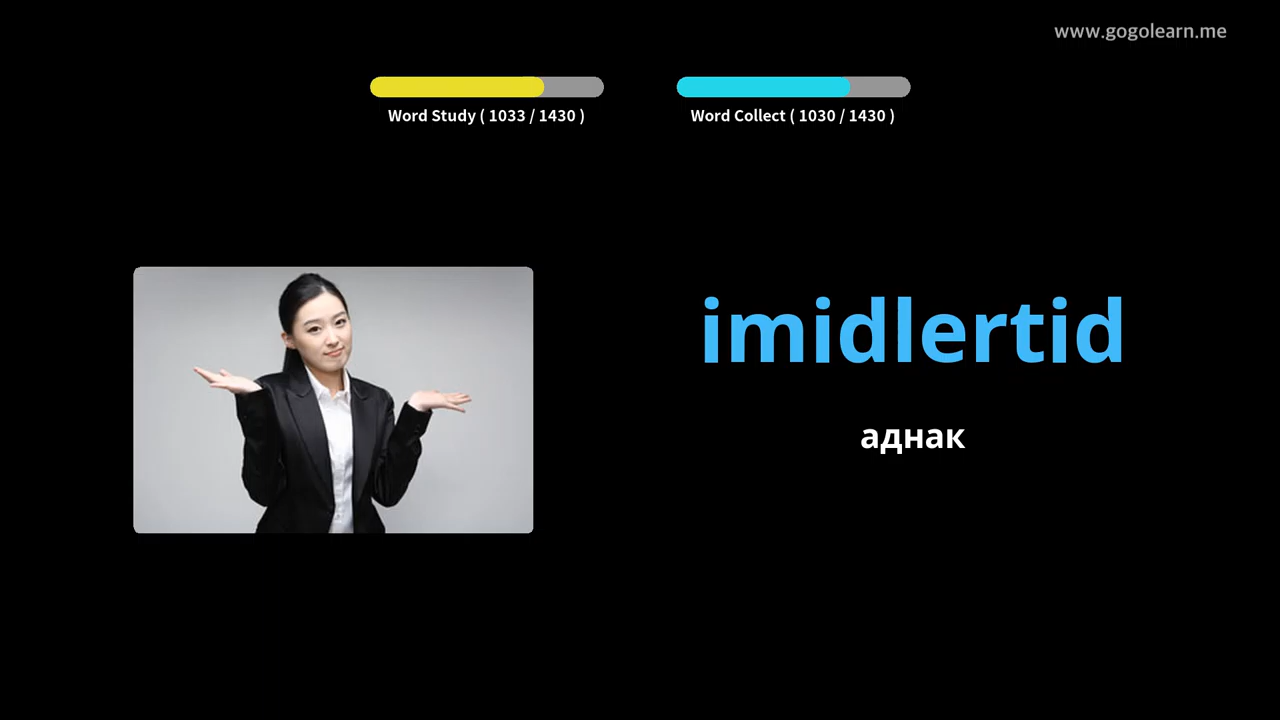 www.gogolearn.me
Word Study ( 1033 / 1430 )
Word Collect ( 1030 / 1430 )
imidlertid
аднак